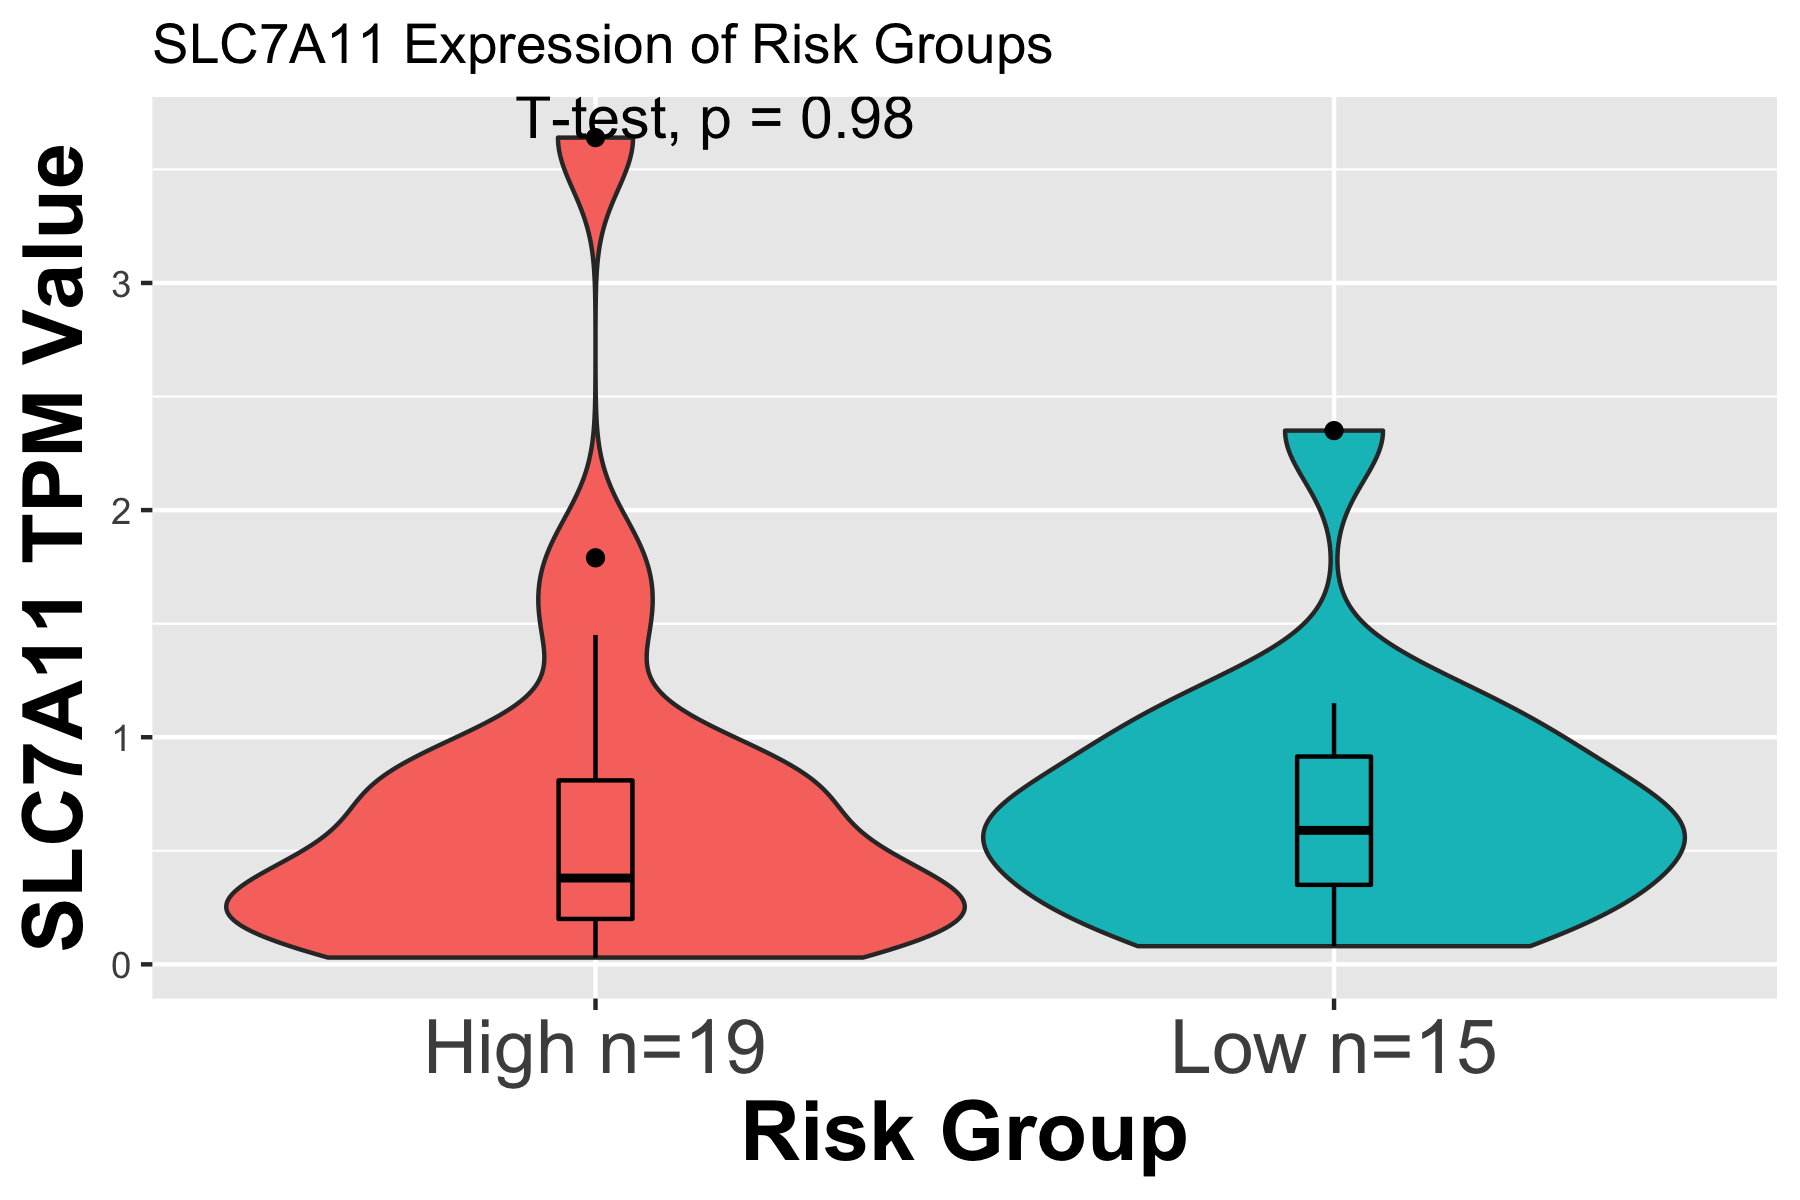 SLC7A11 Expression of Risk Groups
T-test, p = 0.98
SLC7A11 TPM Value
3
2
1
0
High n=19
Low n=15
Risk Group